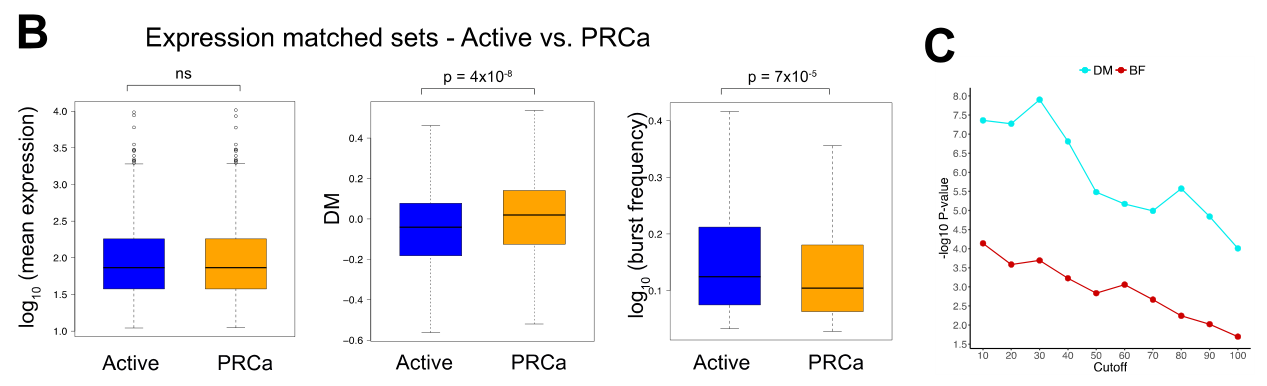 B
Expression matched sets - Active vs. PRCa
ns
log10 (mean expression)
4.0
3.5
3.0
2.5
2.0
1.5
1.0
Active PRCa
p = 4x10-8
DM
0.4
0.2
0.0
−0.2
−0.4
−0.6
Active PRCa
p = 7x10-5
log10 (burst frequency)
0.4
0.3
0.2
0.1
Active PRCa
C
DM BF
-log10 P-value
8.0
7.5
7.0
6.5
6.0
5.5
5.0
4.5
4.0
3.5
3.0
2.5
2.0
1.5
10 20 30 40 50 60 70 80 90 100
Cutoff